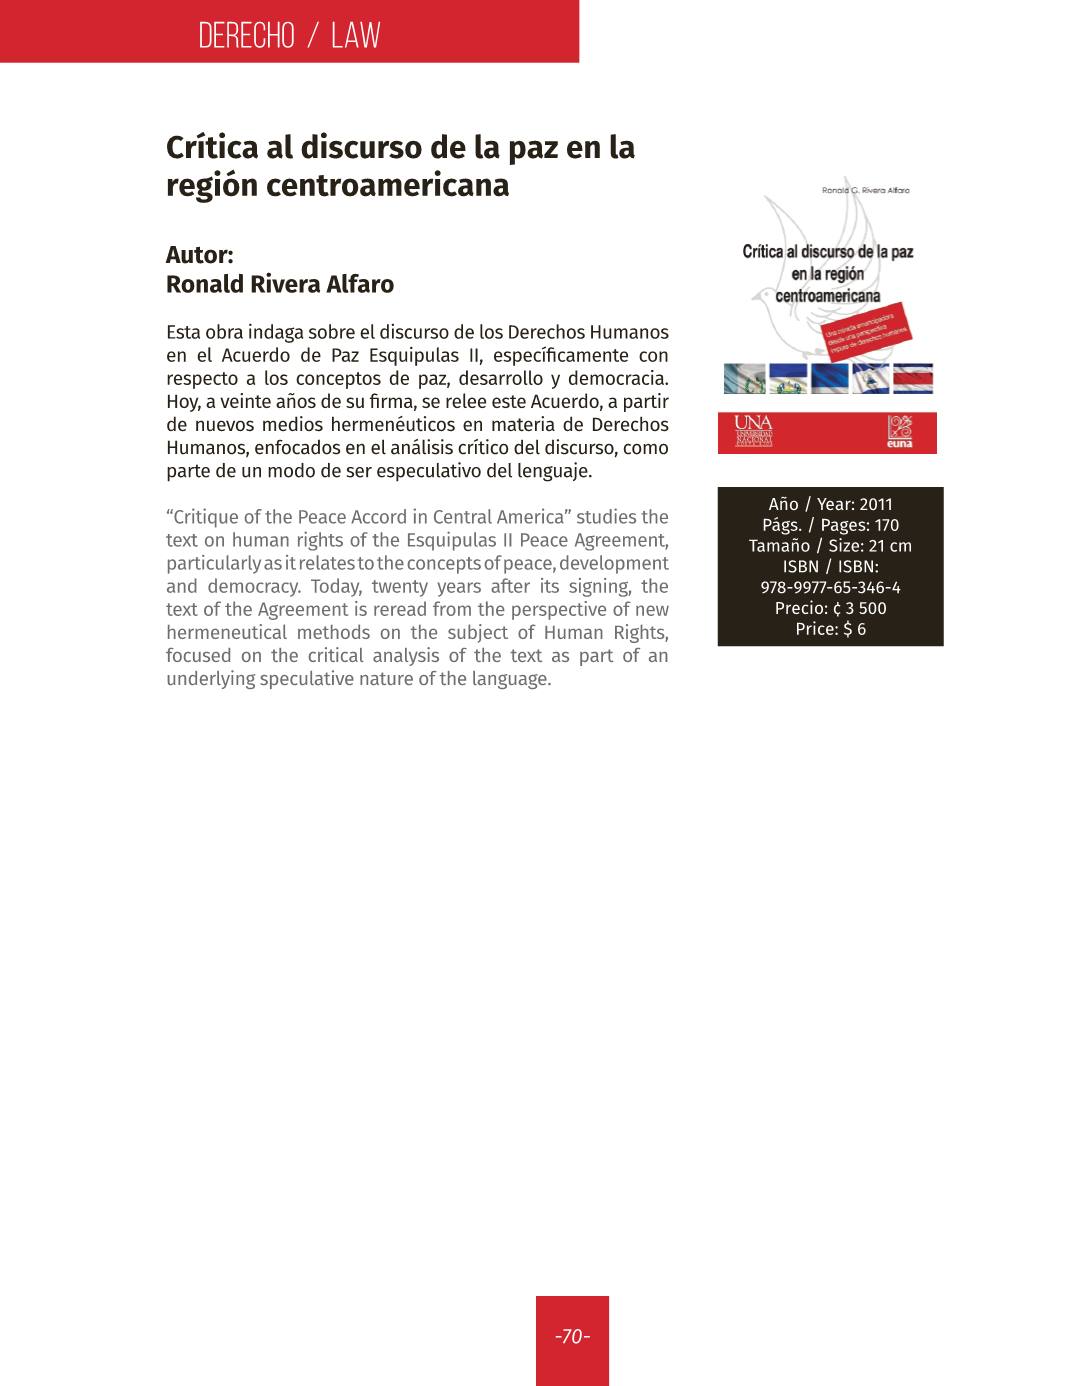 DERECHO / LAW
Crítica al discurso de la paz en la
región centroamericana
Autor:
Ronald Rivera Alfaro
Esta obra indaga sobre el discurso de los Derechos Humanos
en el Acuerdo de Paz Esquipulas II, específicamente con
respecto a los conceptos de paz, desarrollo y democracia.
Hoy, a veinte años de su firma, se relee este Acuerdo, a partir
de nuevos medios hermenéuticos en materia de Derechos
Humanos, enfocados en el análisis crítico del discurso, como
parte de un modo de ser especulativo del lenguaje.
“Critique of the Peace Accord in Central America” studies the
text on human rights of the Esquipulas II Peace Agreement,
particularly as it relates to the concepts of peace, development
and democracy. Today, twenty years after its signing, the
text of the Agreement is reread from the perspective of new
hermeneutical methods on the subject of Human Rights,
focused on the critical analysis of the text as part of an
underlying speculative nature of the language.
Ronald G. Rivera Alfaro
Crítica al discurso de la paz
en la región
centroamericana
Una mirada emancipadora
desde una perspectiva
impura de derechos humanos
UNA
UNIVERSIDAD
NACIONAL
euna
Año / Year: 2011
Págs. / Pages: 170
Tamaño / Size: 21 cm
ISBN / ISBN:
978-9977-65-346-4
Precio: ¢ 3 500
Price: $ 6
-70-